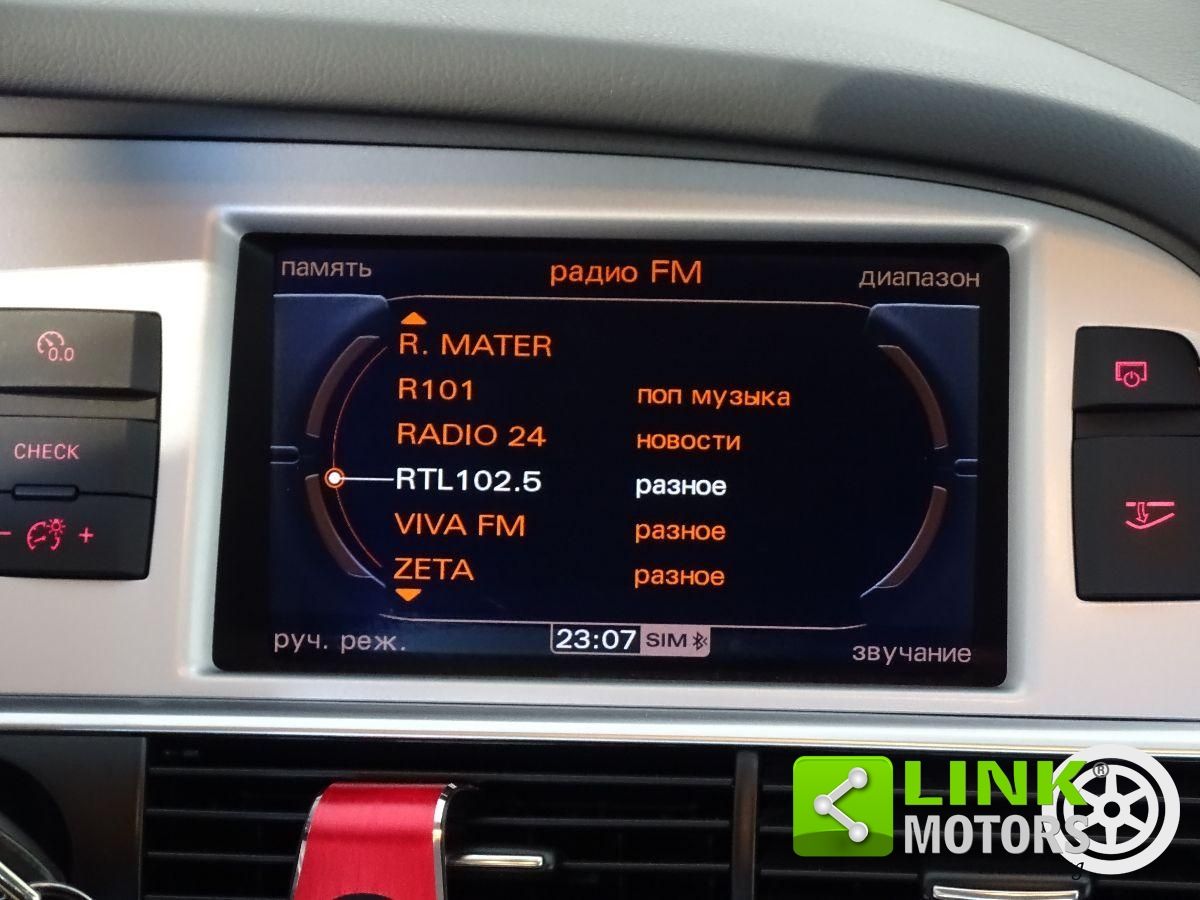 память
радио FM
диапазон
R. MATER
R101 поп музыка
RADIO 24 новости
RTL102.5 разное
VIVA FM разное
ZETA разное
руч. реж.
23:07 SIM
звучание
0.0
CHECK
- +
LINK®
MOTORS